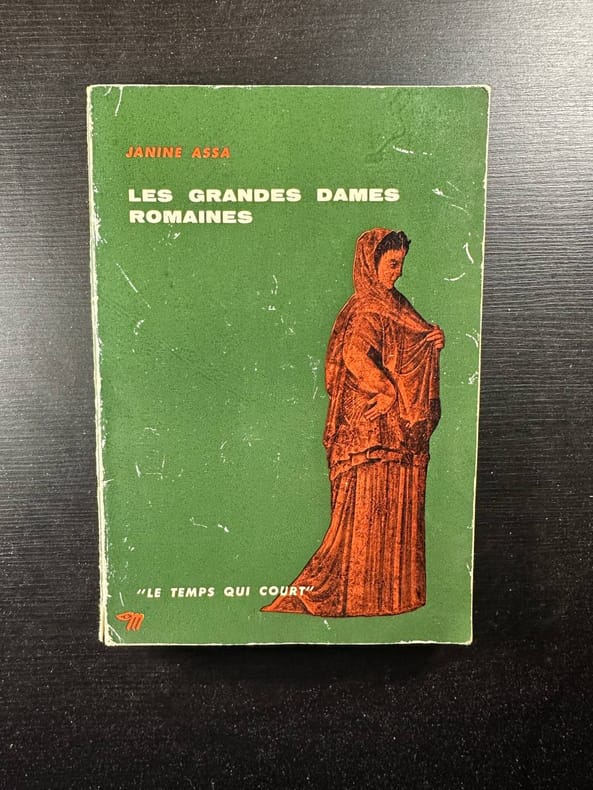 JANINE ASSA
LES GRANDES DAMES
ROMAINES
"LE TEMPS QUI COURT"